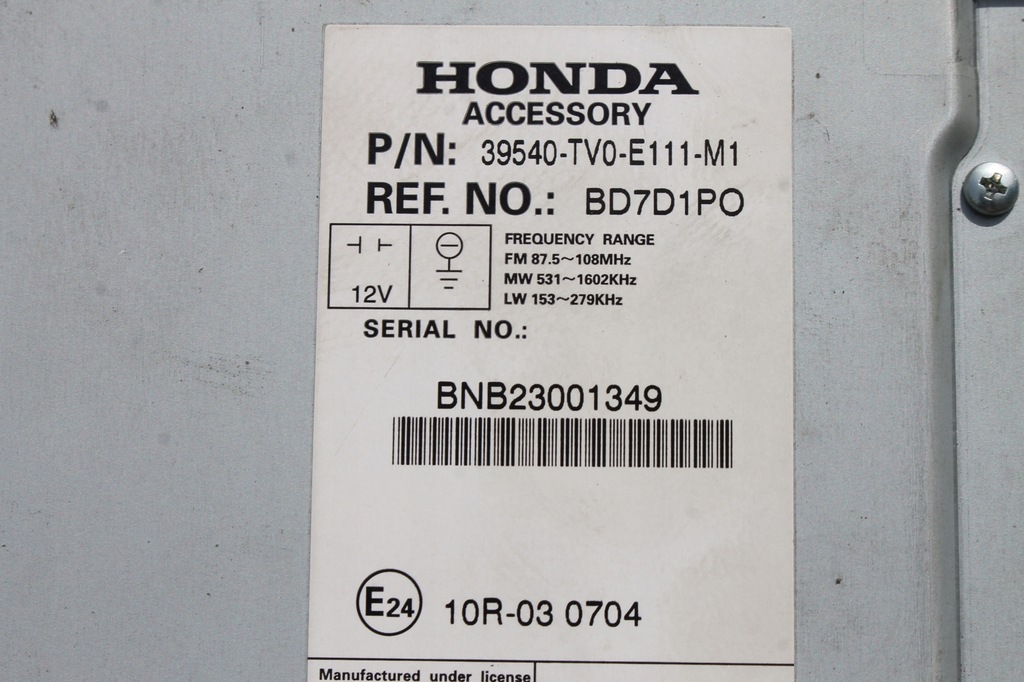 HONDA
ACCESSORY
P/N: 39540-TV0-E111-M1
REF. NO.: BD7D1PO
12V
FREQUENCY RANGE
FM 87.5~108MHz
MW 531~1602KHz
LW 153~279KHz
SERIAL NO.:
BNB23001349
E24 10R-03 0704
Manufactured under license